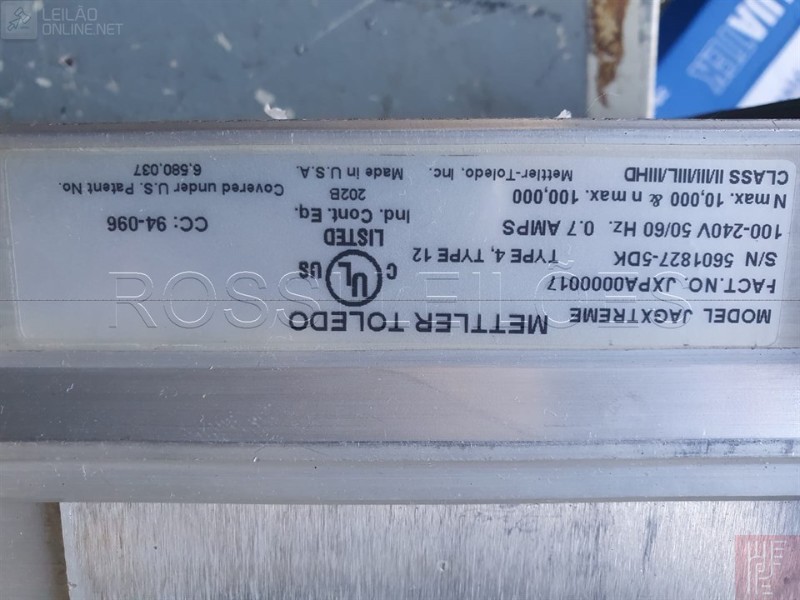 LEILÃO
ONLINE.NET
UATEK
METTLER TOLEDO
MODEL JAGXTREME
FACT.NO. JXPA0000017
S/N 5601827-5DK TYPE 4, TYPE 12
100-240V 50/60 Hz. 0.7 AMPS
N max. 10,000 & n max. 100,000
CLASS II/III/IIIL/IIIHD Mettler-Toledo, Inc.
C UL US
LISTED
Ind. Cont. Eq.
202B
Made in U.S.A.
CC: 94-096
Covered under U.S. Patent No.
6.580.037
ROSSI LEILÕES